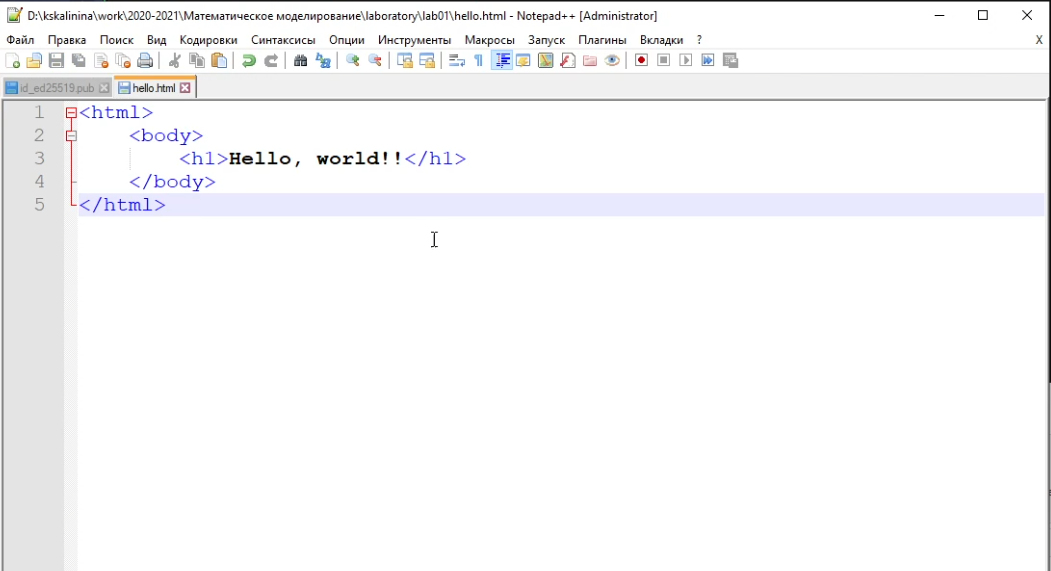 D:\kskalinina\work\2020-2021\Математическое моделирование\laboratory\lab01\hello.html - Notepad++ [Administrator]
Файл Правка Поиск Вид Кодировки Синтаксисы Опции Инструменты Макросы Запуск Плагины Вкладки ? X
id_ed25519.pub hello.html
1 <html>
2 <body>
3 <h1>Hello, world!!</h1>
4 </body>
5 </html>